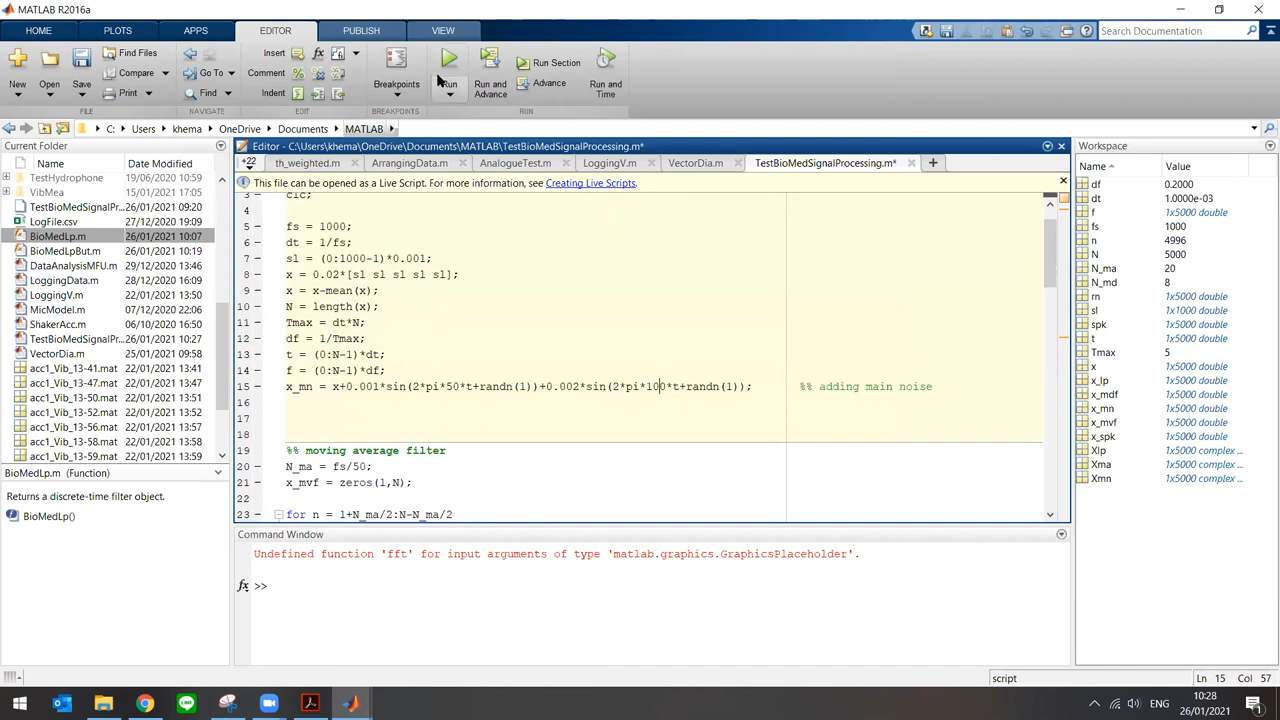 MATLAB R2016a
HOME PLOTS APPS EDITOR PUBLISH VIEW
Search Documentation
New Open Save
Find Files
Compare
Print
Go To
Find
Insert
Comment
Indent
Breakpoints
Run
Run and Advance
Run Section
Advance
Run and Time
FILE NAVIGATE EDIT BREAKPOINTS RUN
C: Users khema OneDrive Documents MATLAB
Current Folder
Name Date Modified
TestHydrophone 19/06/2020 10:59
VibMea 15/01/2021 17:05
TestBioMedSignalPr... 26/01/2021 09:20
LogFile.csv 27/12/2020 19:09
BioMedLp.m 26/01/2021 10:07
BioMedLpBut.m 26/01/2021 10:19
DataAnalysisMFU.m 29/12/2020 13:46
LoggingData.m 28/16/2020 09:16
LoggingV.m 21/01/2021 13:50
MicModel.m 07/12/2020 22:06
ShakerAcc.m 06/10/2020 16:50
TestBioMedSignalPr... 26/01/2021 10:27
VectorDia.m 25/01/2021 09:58
acc1_Vib_13-41.mat 22/01/2021 13:41
acc1_Vib_13-47.mat 22/01/2021 13:47
acc1_Vib_13-50.mat 22/01/2021 13:50
acc1_Vib_13-52.mat 22/01/2021 13:52
acc1_Vib_13-56.mat 22/01/2021 13:57
acc1_Vib_13-58.mat 22/01/2021 13:58
acc1_Vib_13-59.mat 22/01/2021 13:59
BioMedLp.m (Function)
Returns a discrete-time filter object.
BioMedLp()
Editor - C:\Users\khema\OneDrive\Documents\MATLAB\TestBioMedSignalProcessing.m*
+22 th_weighted.m ArrangingData.m AnalogueTest.m LoggingV.m VectorDia.m TestBioMedSignalProcessing.m*
This file can be opened as a Live Script. For more information, see Creating Live Scripts.
3 clc;
4
5 fs = 1000;
6 dt = 1/fs;
7 sl = (0:1000-1)*0.001;
8 x = 0.02*[sl sl sl sl sl];
9 x = x-mean(x);
10 N = length(x);
11 Tmax = dt*N;
12 df = 1/Tmax;
13 t = (0:N-1)*dt;
14 f = (0:N-1)*df;
15 x_mn = x+0.001*sin(2*pi*50*t+randn(1))+0.002*sin(2*pi*100*t+randn(1)); %% adding main noise
16
17
18
19 %% moving average filter
20 N_ma = fs/50;
21 x_mvf = zeros(1,N);
22
23 for n = 1+N_ma/2:N-N_ma/2
Command Window
Undefined function 'fft' for input arguments of type 'matlab.graphics.GraphicsPlaceholder'.
fx >>
Workspace
Name Value
df 0.2000
dt 1.0000e-03
f 1x5000 double
fs 1000
n 4996
N 5000
N_ma 20
N_md 8
rn 1x5000 double
sl 1x1000 double
spk 1x5000 double
t 1x5000 double
Tmax 5
x 1x5000 double
x_lp 1x5000 double
x_mdf 1x5000 double
x_mn 1x5000 double
x_mvf 1x5000 double
x_spk 1x5000 double
Xlp 1x5000 complex ...
Xma 1x5000 complex ...
Xmn 1x5000 complex ...
script Ln 15 Col 57
ENG
10:28
26/01/2021